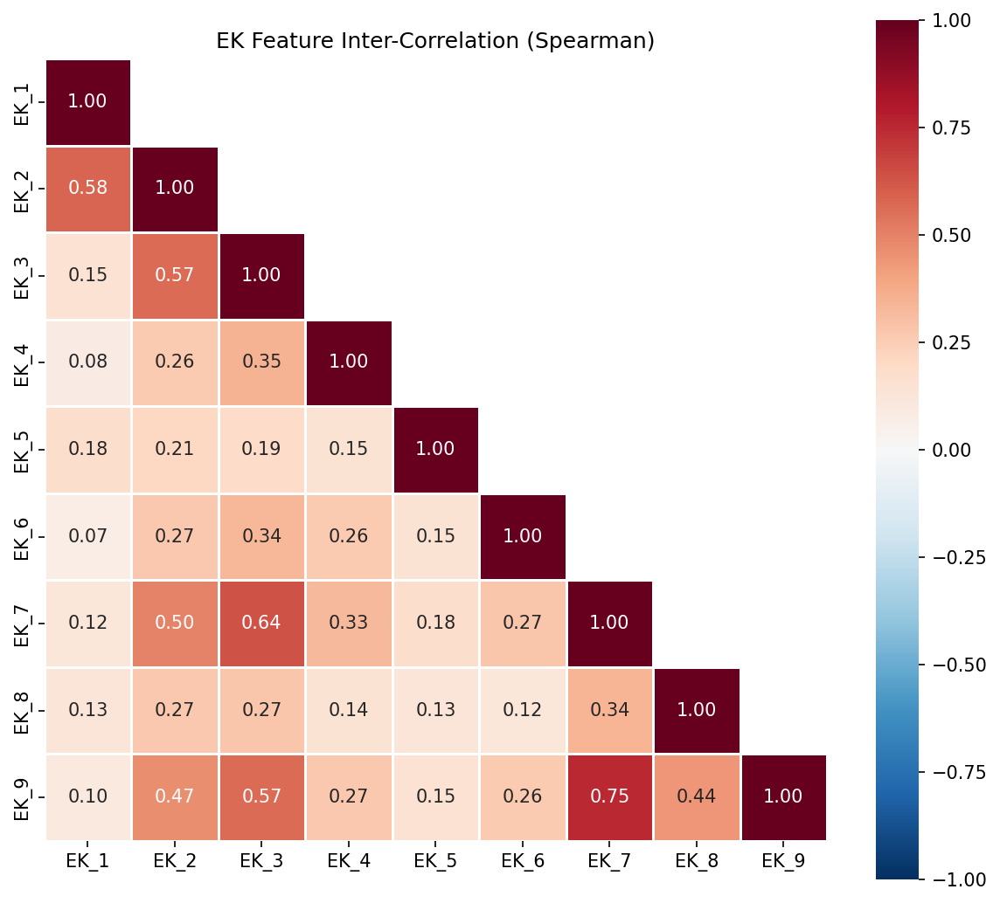 EK Feature Inter-Correlation (Spearman)
EK_1 1.00
EK_2 0.58 1.00
EK_3 0.15 0.57 1.00
EK_4 0.08 0.26 0.35 1.00
EK_5 0.18 0.21 0.19 0.15 1.00
EK_6 0.07 0.27 0.34 0.26 0.15 1.00
EK_7 0.12 0.50 0.64 0.33 0.18 0.27 1.00
EK_8 0.13 0.27 0.27 0.14 0.13 0.12 0.34 1.00
EK_9 0.10 0.47 0.57 0.27 0.15 0.26 0.75 0.44 1.00
EK_1 EK_2 EK_3 EK_4 EK_5 EK_6 EK_7 EK_8 EK_9
1.00
0.75
0.50
0.25
0.00
−0.25
−0.50
−0.75
−1.00